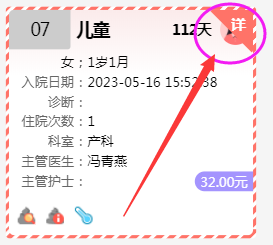 07 儿童 112天 详
女；1岁1月
入院日期：2023-05-16 15:52:38
诊断：
住院次数：1
科室：产科
主管医生：冯青燕
主管护士：
32.00元